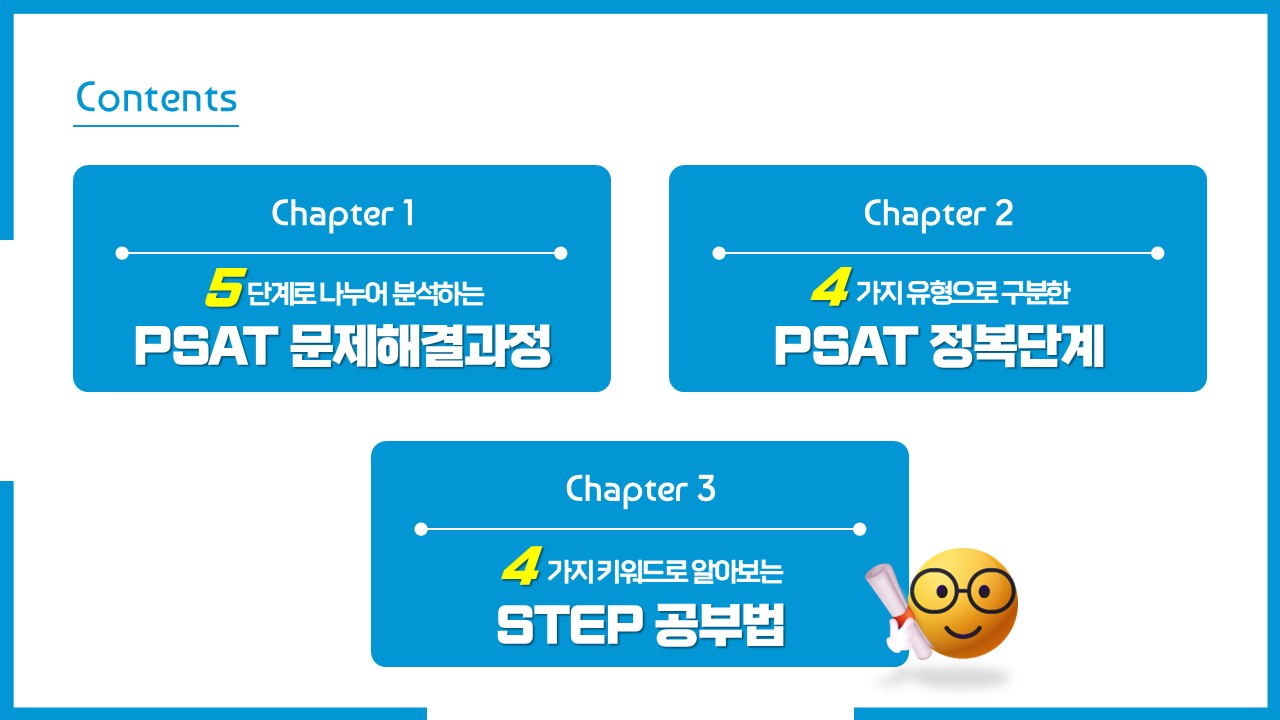 Contents
Chapter 1
5 단계로 나누어 분석하는
PSAT 문제해결과정
Chapter 2
4 가지 유형으로 구분한
PSAT 정복단계
Chapter 3
4 가지 키워드로 알아보는
STEP 공부법